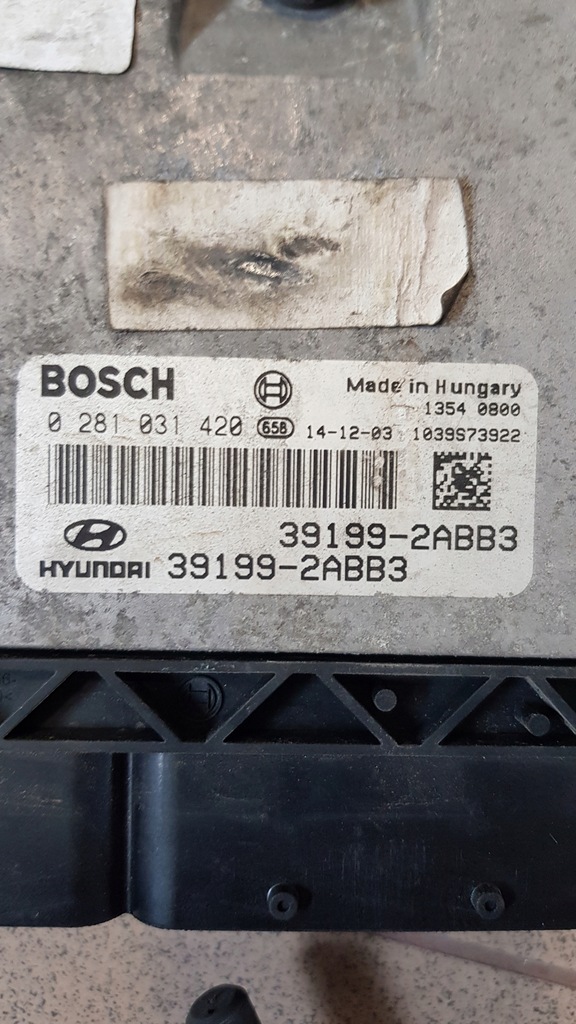 BOSCH
Made in Hungary
1354 0800
0 281 031 420 658 14-12-03 1039S73922
39199-2ABB3
HYUNDAI 39199-2ABB3